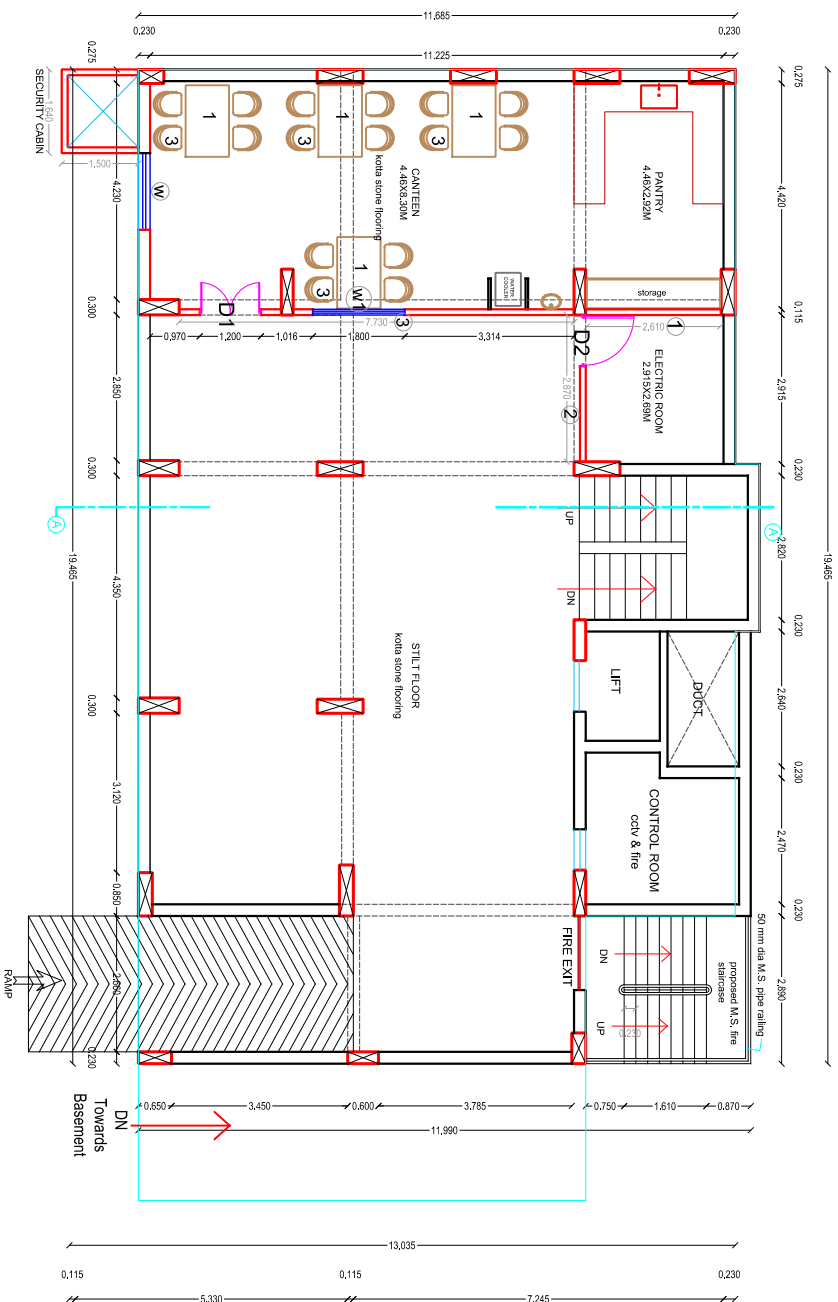 11,685
0,230
0,230
11.225
0.275
0,275
SECURITY CABIN
1.640
1,500
PANTRY
4.46X2.92M
CANTEEN
4.46X8.30M
kotta stone flooring
1
3
1
3
1
3
1
3
W
W1
3
WATER
COOLER
storage
4,420
4.230
0.300
0,115
D1
D2
7,730
2,610
1
0,970
1,200
1,016
1,800
3,314
ELECTRIC ROOM
2.915X2.69M
2,870
2
2,915
2,850
0.300
0.230
A
A
UP
DN
2,820
19.465
19.465
4.350
0.230
STILT FLOOR
kotta stone flooring
LIFT
DUCT
2,640
0.300
0.230
3,120
CONTROL ROOM
cctv & fire
2,470
0.850
0.230
FIRE EXIT
50 mm dia M.S. pipe railing
proposed M.S. fire
staircase
DN
UP
0.230
2,890
RAMP
0.230
0.650
3.450
0.600
3.785
0.750
1.610
0.870
11,990
DN
Towards
Basement
13,035
0,115
0,115
0,230
5.330
7.245